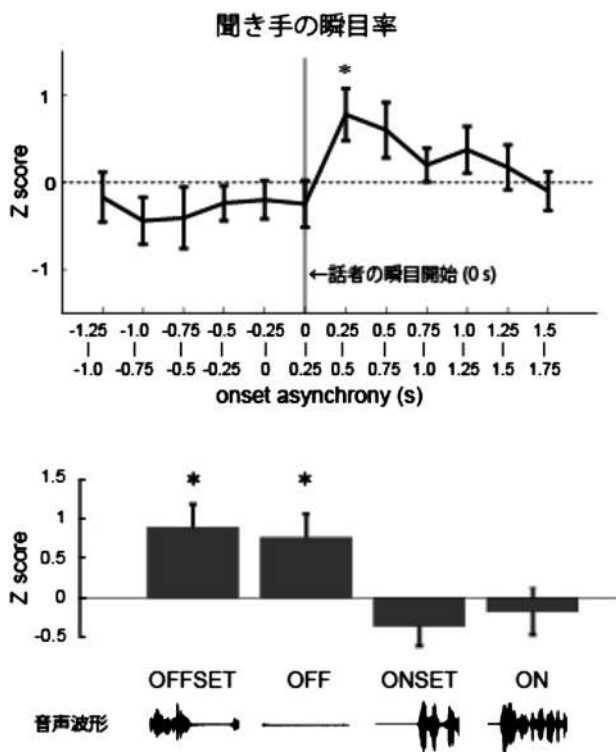 聞き手の瞬目率
*
1
0
-1
Z score
←話者の瞬目開始 (0 s)
-1.25 -1.0 -0.75 -0.5 -0.25 0 0.25 0.5 0.75 1.0 1.25 1.5
| | | | | | | | | | | |
-1.0 -0.75 -0.5 -0.25 0 0.25 0.5 0.75 1.0 1.25 1.5 1.75
onset asynchrony (s)
1.5
* *
1
0.5
0
-0.5
Z score
OFFSET OFF ONSET ON
音声波形